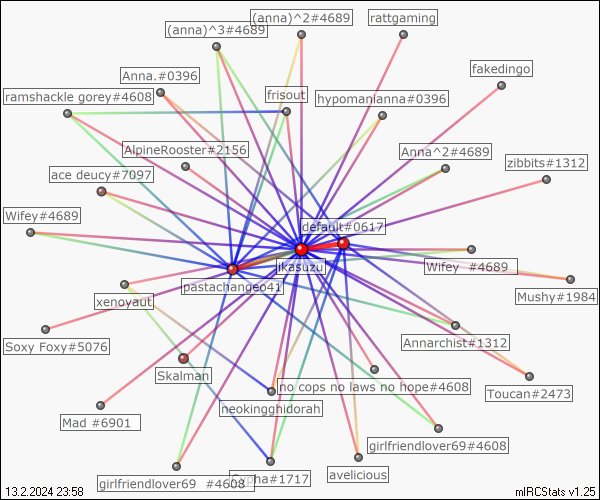 (anna)^2#4689
rattgaming
(anna)^3#4689
fakedingo
Anna.#0396
ramshackle gorey#4608
frisout
hypomanianna#0396
AlpineRooster#2156
Anna^2#4689
zibbits#1312
ace deucy#7097
Wifey#4689
default#0617
jkasuzu
Wifey  #4689
pastachangeo41
Mushy#1984
xenoyaut
Annarchist#1312
Soxy Foxy#5076
Skalman
no cops no laws no hope#4608
Toucan#2473
neokingghidorah
Mad #6901
girlfriendlover69#4608
avelicious
girlfriendlover69  #4608
#1717
13.2.2024 23:58
mIRCStats v1.25